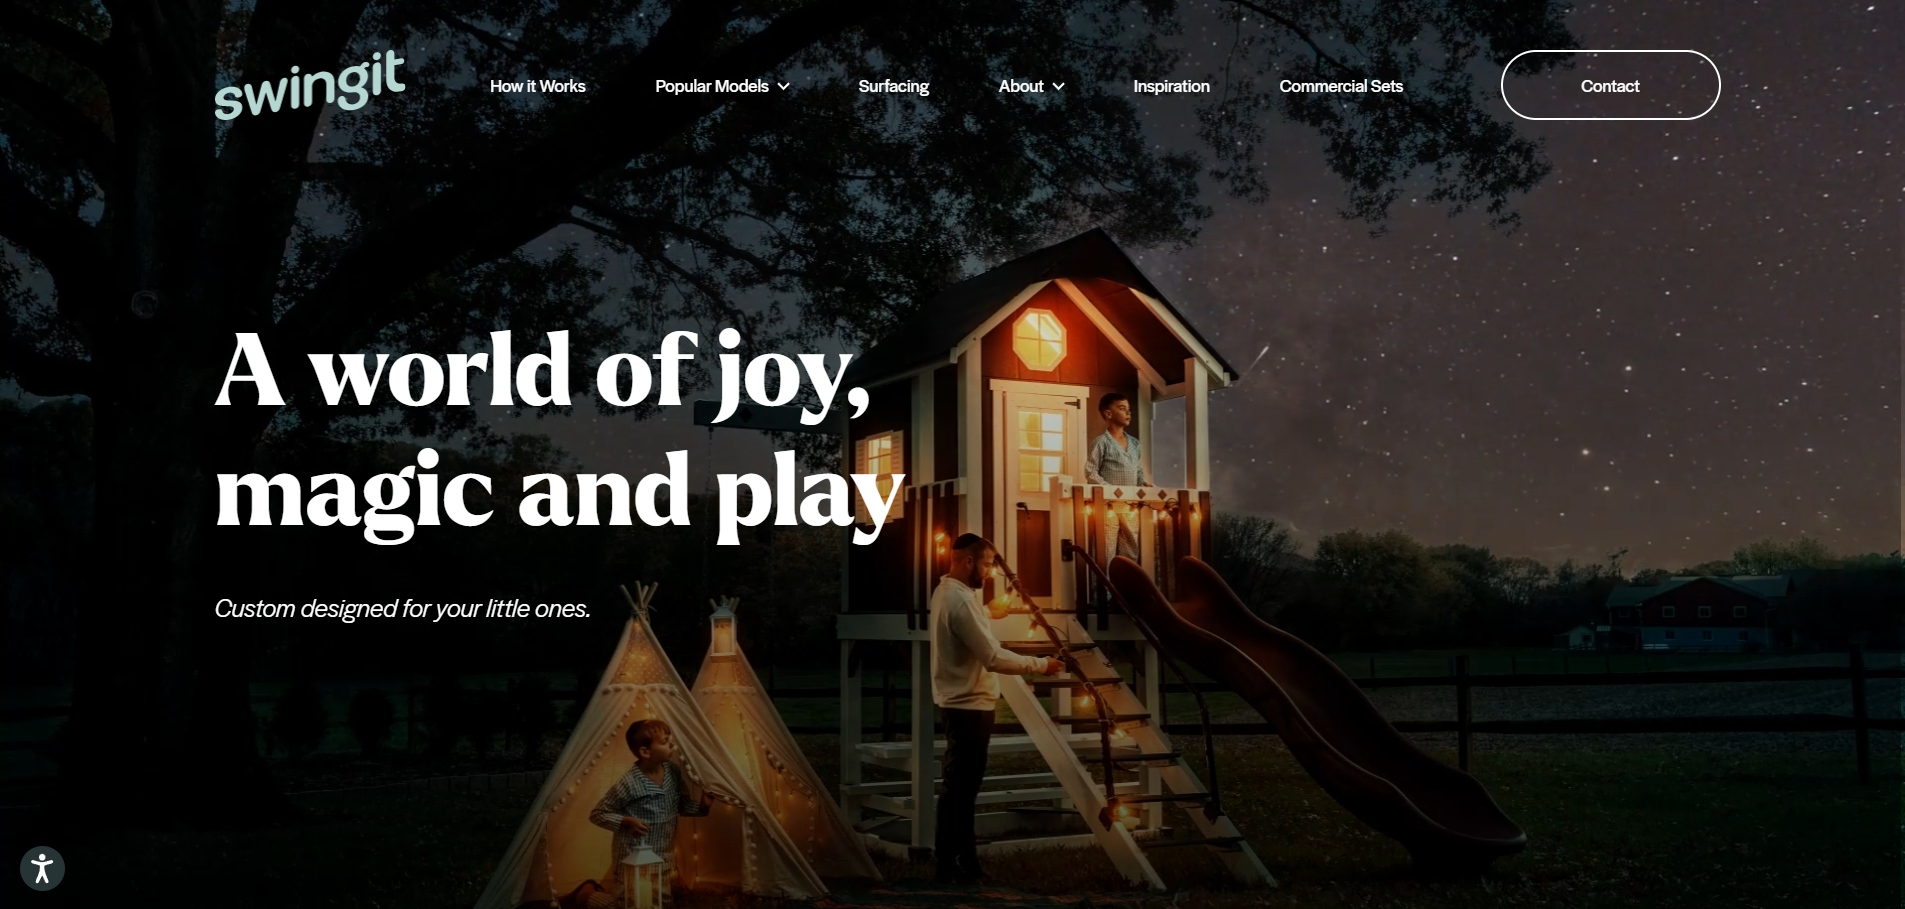 swingit
How it Works
Popular Models
Surfacing
About
Inspiration
Commercial Sets
Contact
A world of joy,
magic and play
Custom designed for your little ones.